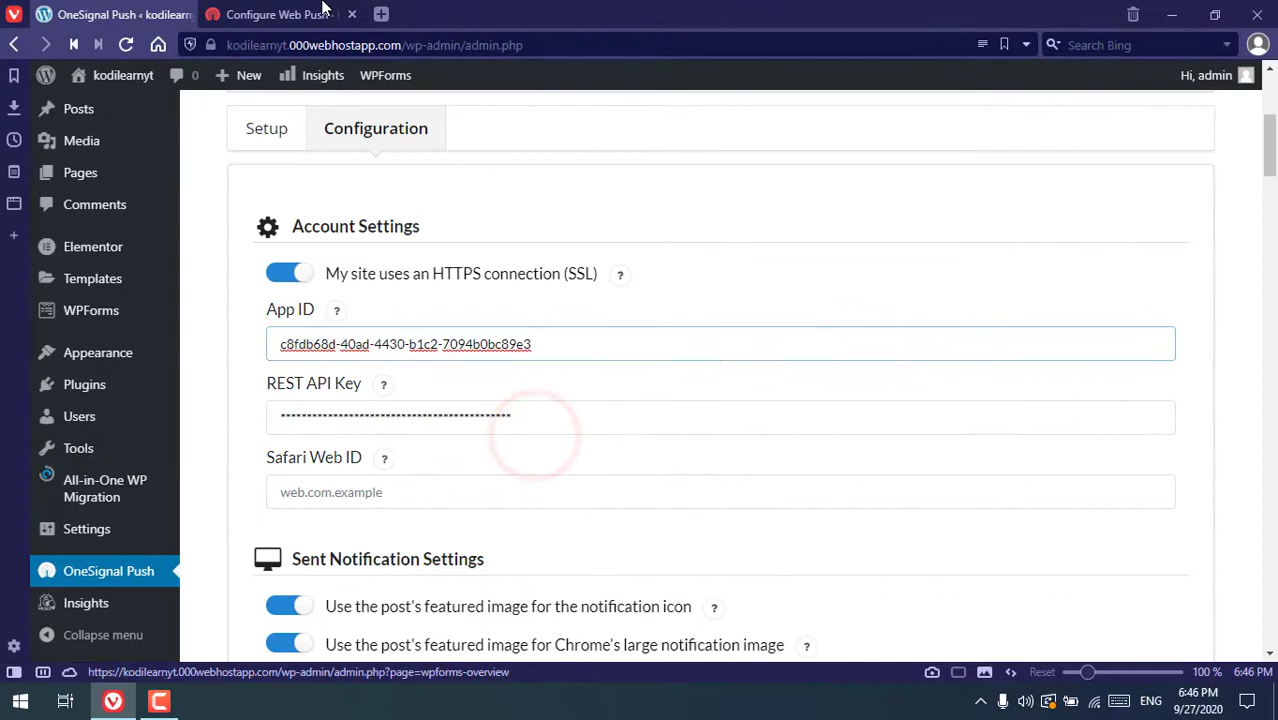 OneSignal Push ‹ kodilearnyt
Configure Web Push -
kodilearnyt.000webhostapp.com/wp-admin/admin.php
Search Bing
kodilearnyt
0
New
Insights
WPForms
Hi, admin
Posts
Media
Pages
Comments
Elementor
Templates
WPForms
Appearance
Plugins
Users
Tools
All-in-One WP
Migration
Settings
OneSignal Push
Insights
Collapse menu
Setup
Configuration
Account Settings
My site uses an HTTPS connection (SSL) ?
App ID ?
c8fdb68d-40ad-4430-b1c2-7094b0bc89e3
REST API Key ?
Safari Web ID ?
web.com.example
Sent Notification Settings
Use the post's featured image for the notification icon ?
Use the post's featured image for Chrome's large notification image ?
https://kodilearnyt.000webhostapp.com/wp-admin/admin.php?page=wpforms-overview
Reset
100 %
6:46 PM
ENG
6:46 PM
9/27/2020